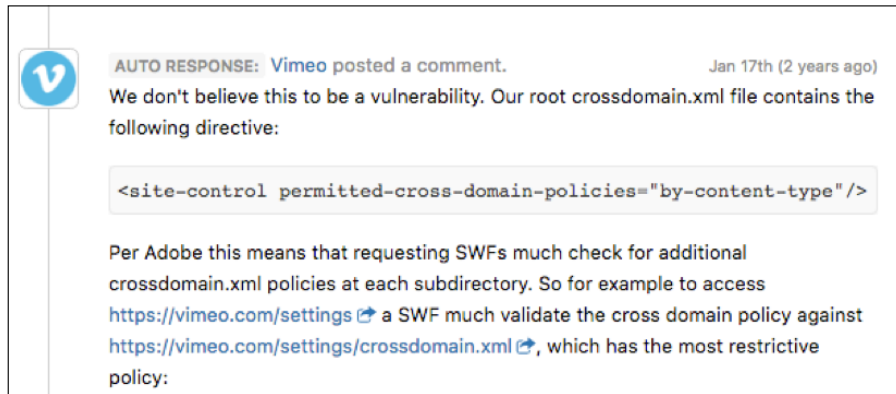 AUTO RESPONSE: Vimeo posted a comment. Jan 17th (2 years ago)
We don't believe this to be a vulnerability. Our root crossdomain.xml file contains the
following directive:
<site-control permitted-cross-domain-policies="by-content-type"/>
Per Adobe this means that requesting SWFs much check for additional
crossdomain.xml policies at each subdirectory. So for example to access
https://vimeo.com/settings a SWF much validate the cross domain policy against
https://vimeo.com/settings/crossdomain.xml, which has the most restrictive
policy: